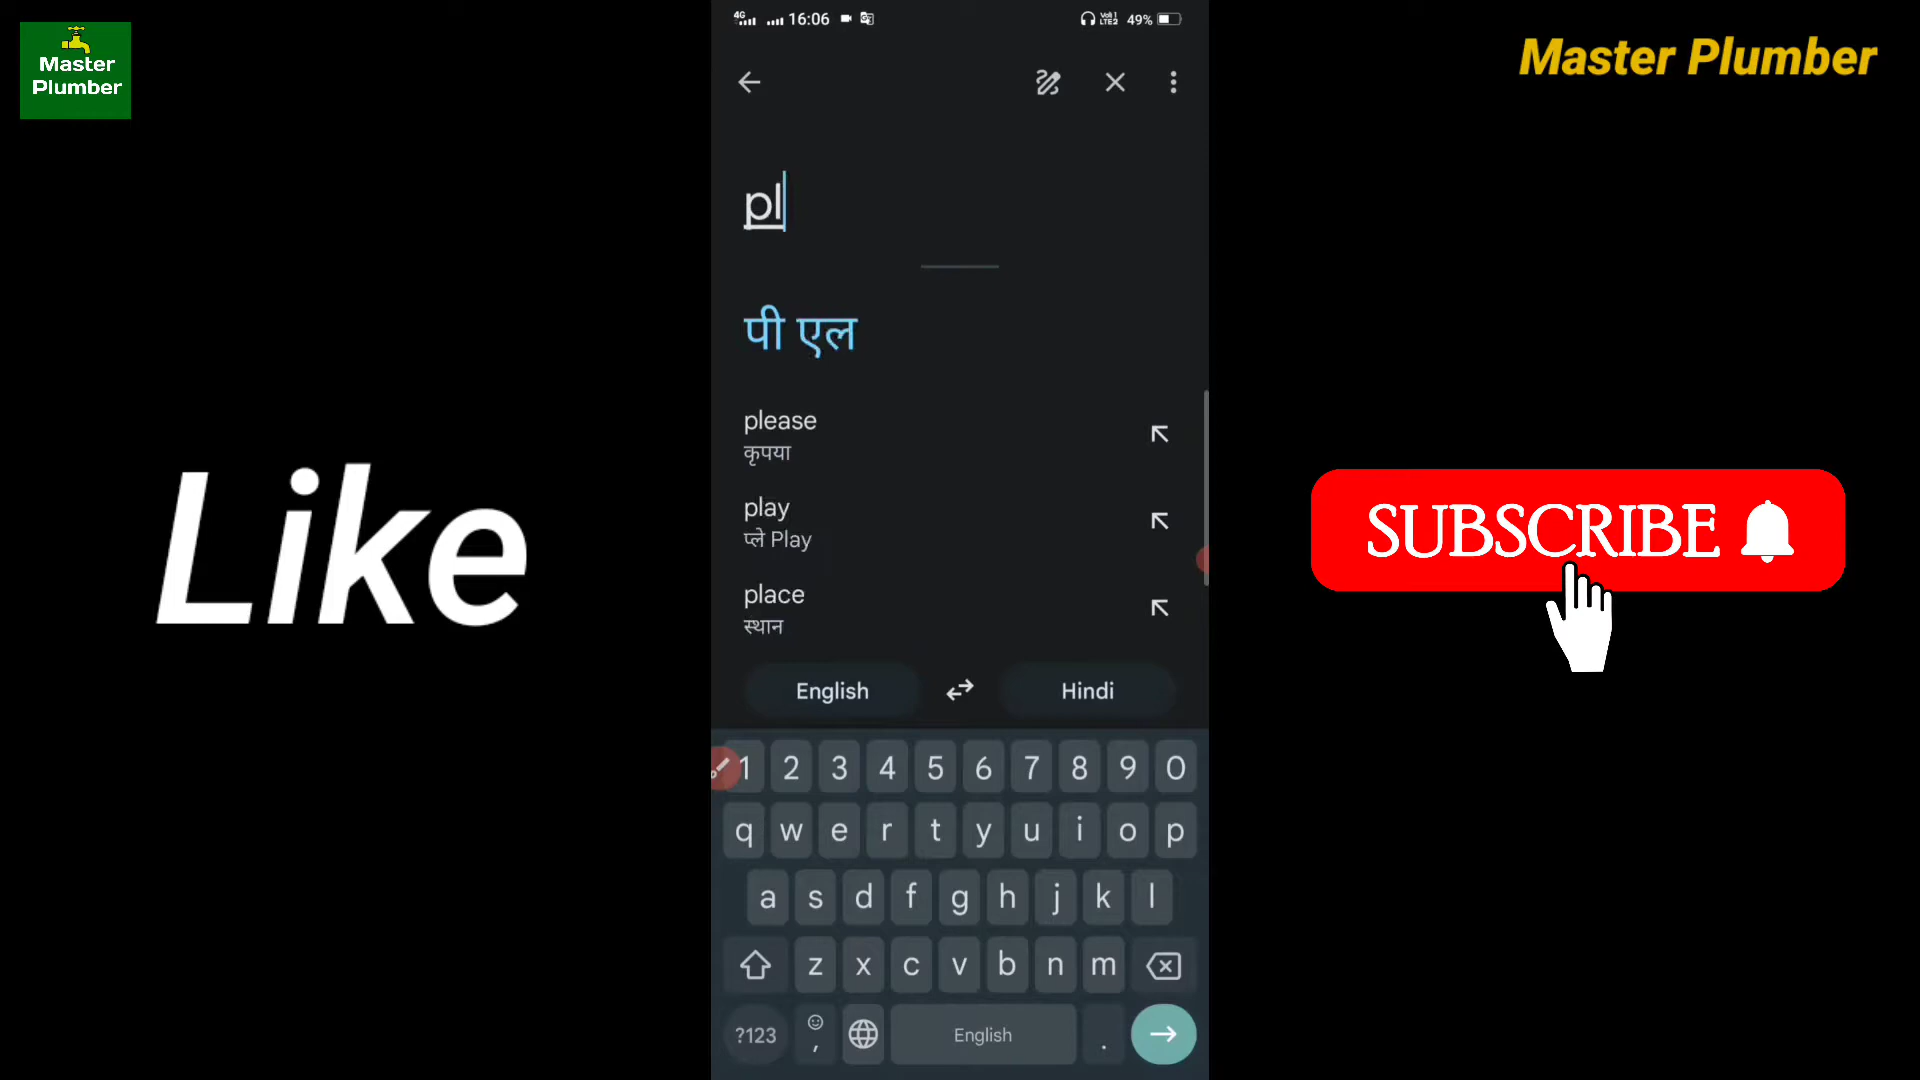 Master
Plumber
4G 16:06 49%
Master Plumber
pl
पी एल
please
कृपया
play
प्ले Play
place
स्थान
Like
SUBSCRIBE
English Hindi
1 2 3 4 5 6 7 8 9 0
q w e r t y u i o p
a s d f g h j k l
z x c v b n m
?123 , English .